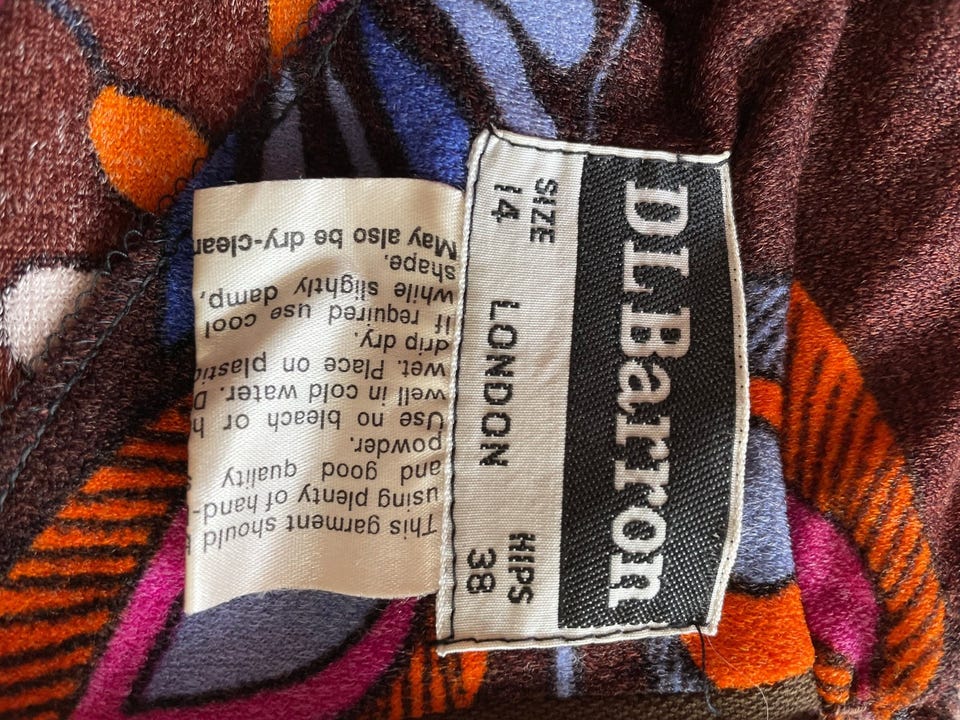 DLBarron
SIZE LONDON HIPS
14 38
This garment should
using plenty of hand-
and good quality
powder.
Use no bleach or
well in cold water.
wet. Place on plastic
drip dry.
If required use cool
while slightly damp,
shape.
May also be dry-clean